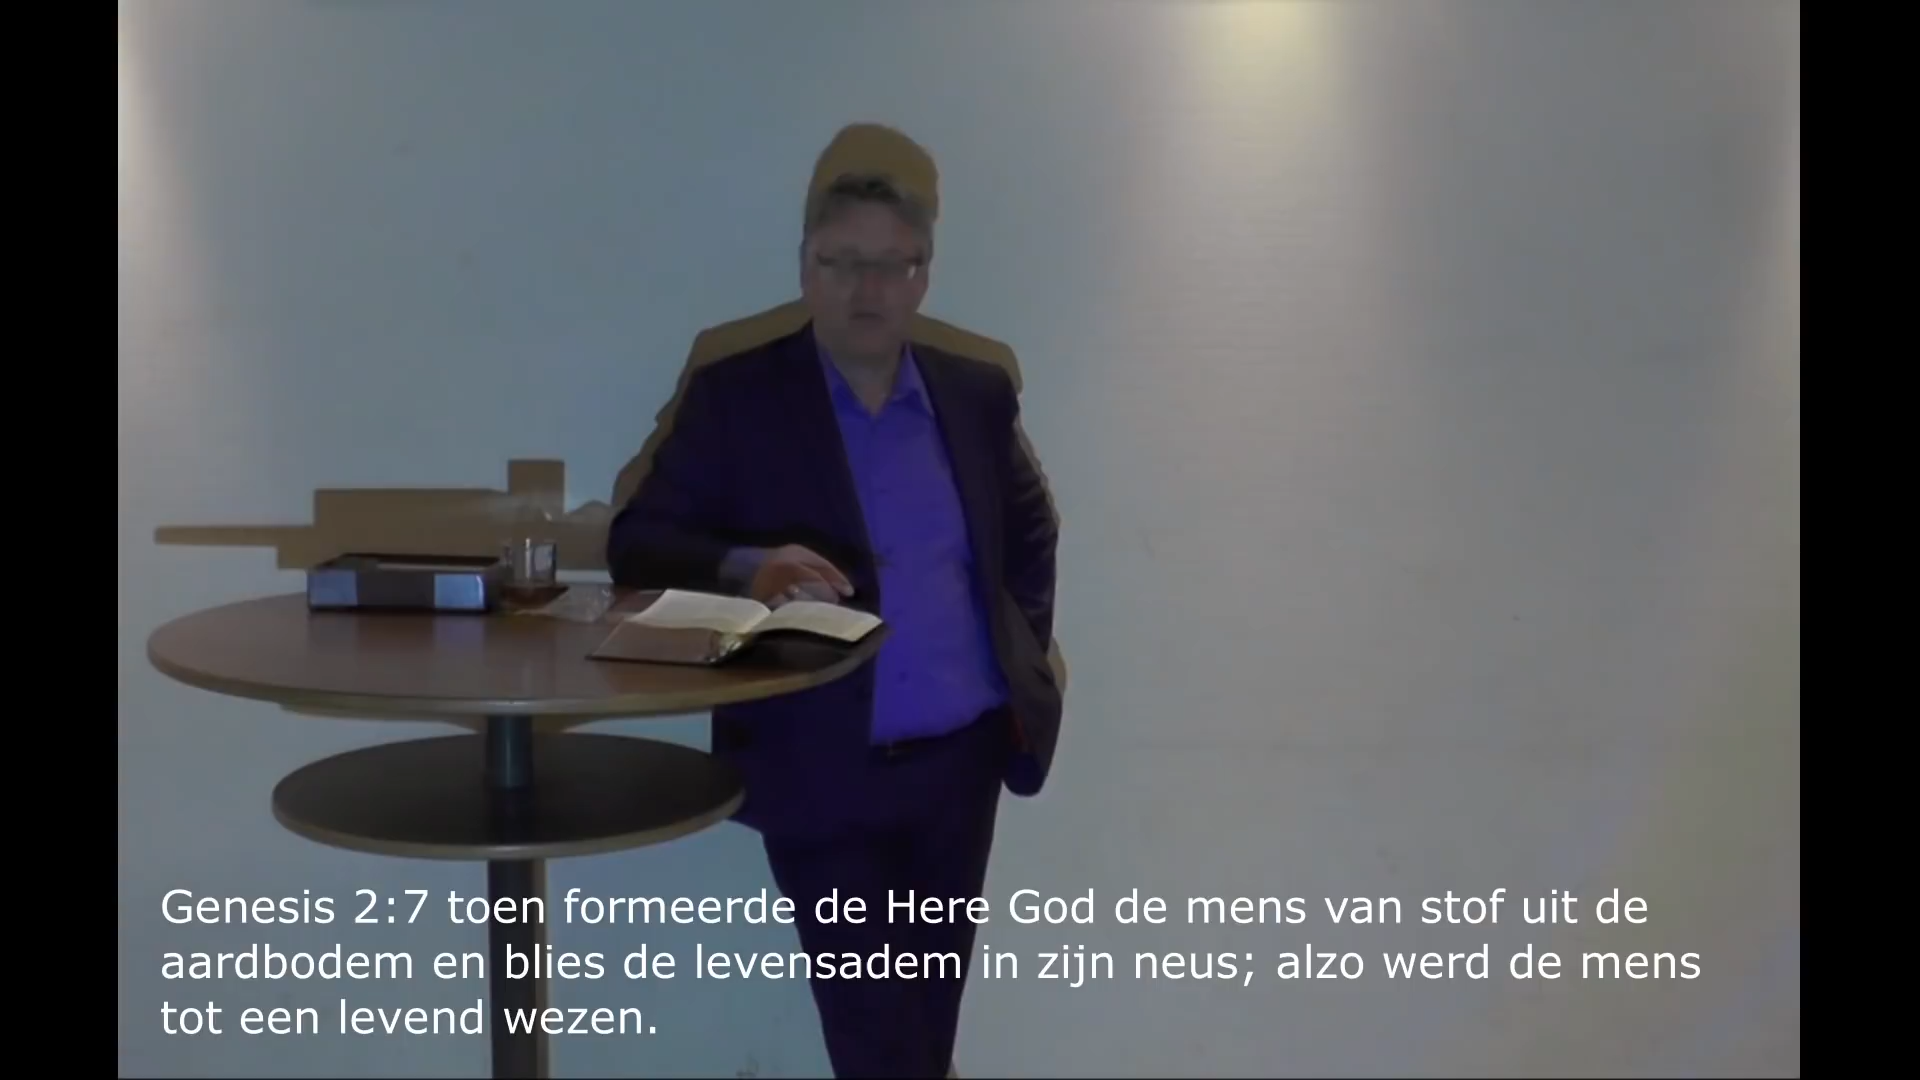 Genesis 2:7 toen formeerde de Here God de mens van stof uit de
aardbodem en blies de levensadem in zijn neus; alzo werd de mens
tot een levend wezen.